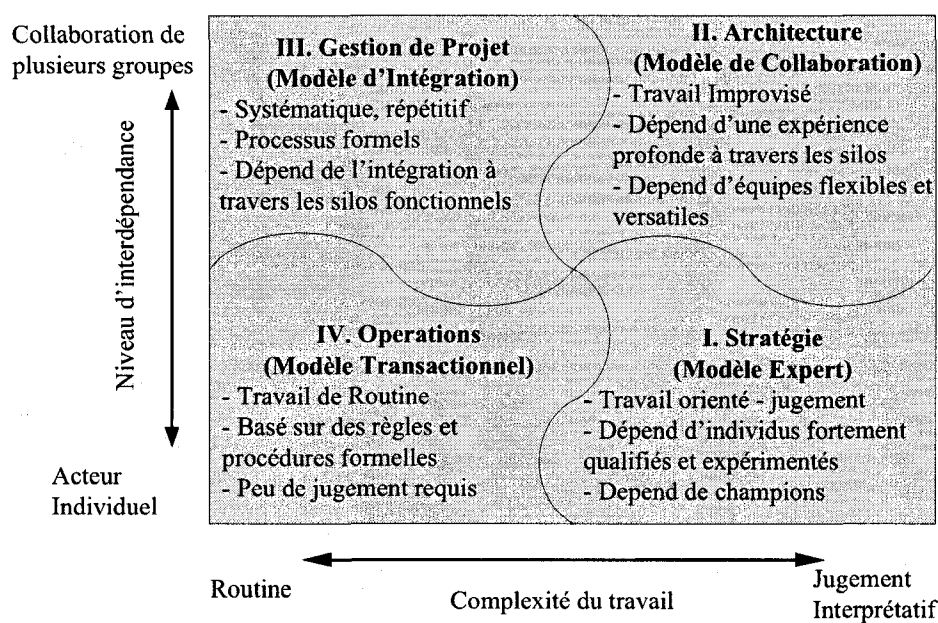 Collaboration de
plusieurs groupes
Niveau d'interdépendance
Acteur
Individuel
III. Gestion de Projet
(Modèle d'Intégration)
- Systématique, répétitif
- Processus formels
- Dépend de l'intégration à
travers les silos fonctionnels
II. Architecture
(Modèle de Collaboration)
- Travail Improvisé
- Dépend d'une expérience
profonde à travers les silos
- Depend d'équipes flexibles et
versatiles
IV. Operations
(Modèle Transactionnel)
- Travail de Routine
- Basé sur des règles et
procédures formelles
- Peu de jugement requis
I. Stratégie
(Modèle Expert)
- Travail orienté - jugement
- Dépend d'individus fortement
qualifiés et expérimentés
- Depend de champions
Routine
Complexité du travail
Jugement
Interprétatif